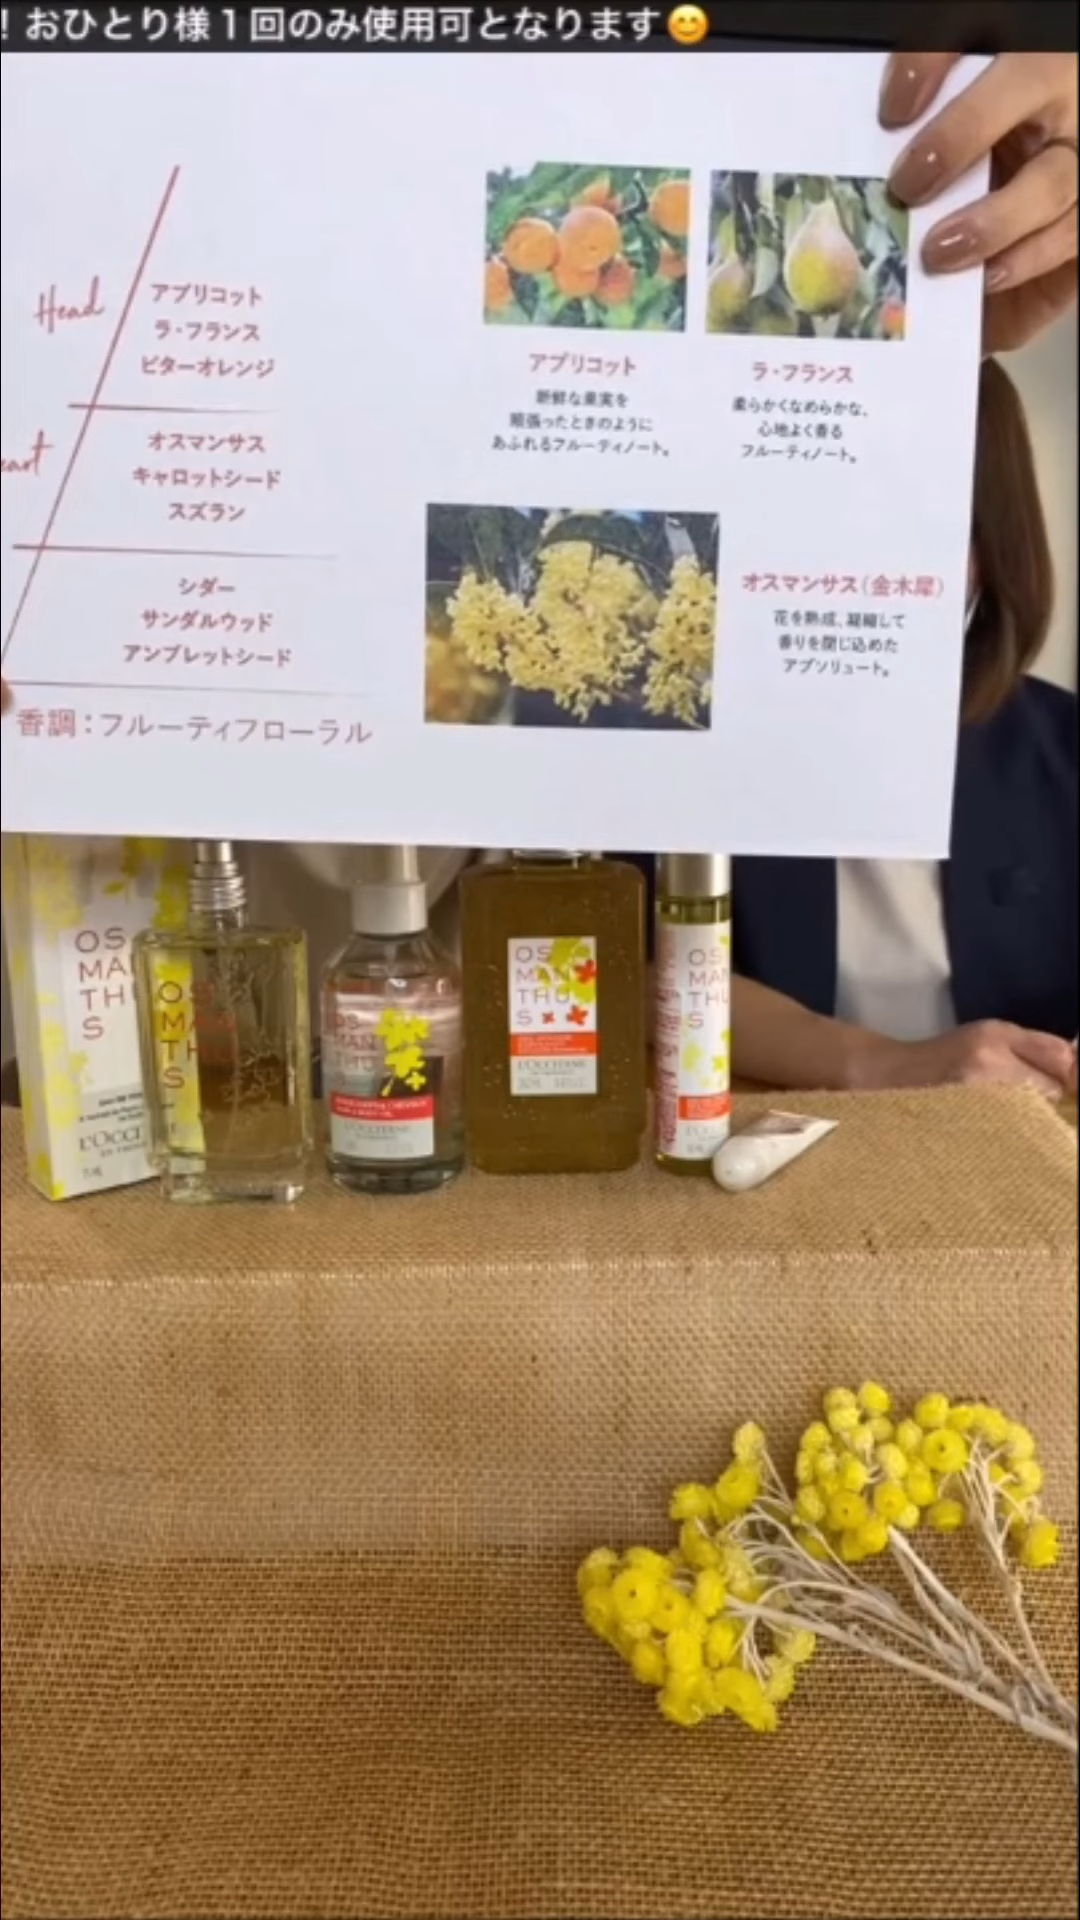 ！おひとり様１回のみ使用可となります😊
Head
アプリコット
ラ・フランス
ビターオレンジ
eart
オスマンサス
キャロットシード
スズラン
シダー
サンダルウッド
アンブレットシード
香調：フルーティフローラル
アプリコット
新鮮な果実を
頬張ったときのように
あふれるフルーティノート。
ラ・フランス
柔らかくなめらかな、
心地よく香る
フルーティノート。
オスマンサス（金木犀）
花を熟成、凝縮して
香りを閉じ込めた
アブソリュート。
OS
MA
TH
S
L'OCCI
OS
MA
TH
S
OS
MAN
THU
S
L'OCCITANE
OS
MAN
THU
S
L'OCCITANE
OS
MAN
THU
S